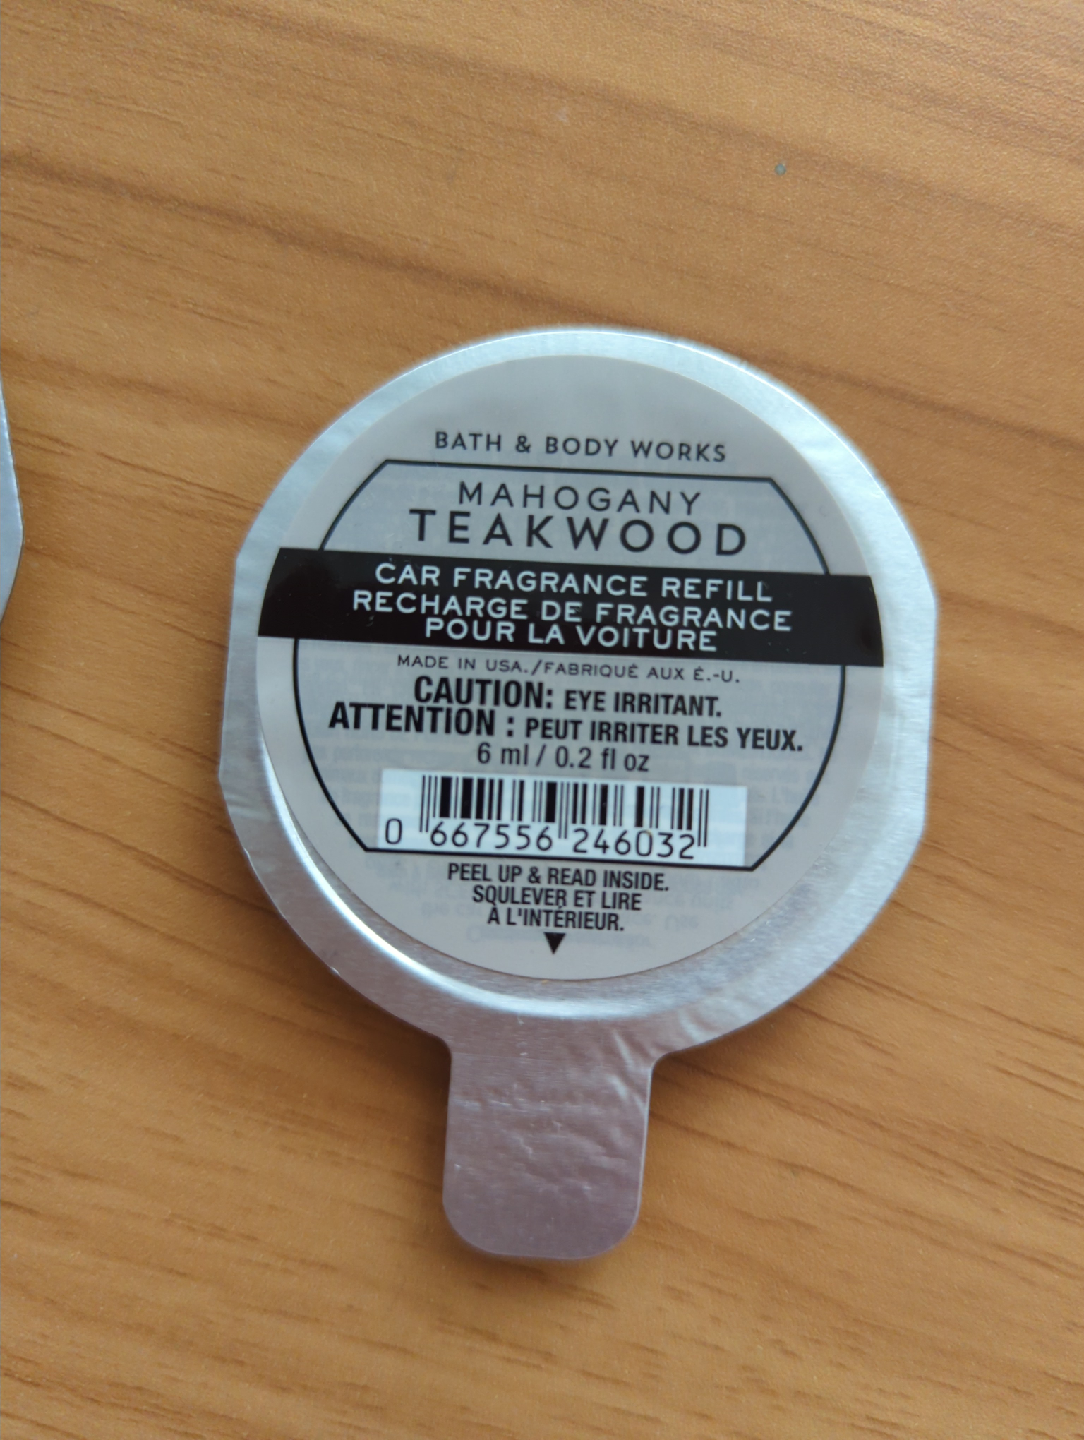 BATH & BODY WORKS
MAHOGANY
TEAKWOOD
CAR FRAGRANCE REFILL
RECHARGE DE FRAGRANCE
POUR LA VOITURE
MADE IN USA./FABRIQUÉ AUX É.-U.
CAUTION: EYE IRRITANT.
ATTENTION : PEUT IRRITER LES YEUX.
6 ml / 0.2 fl oz
0 667556 246032
PEEL UP & READ INSIDE.
SOULEVER ET LIRE
À L'INTÉRIEUR.